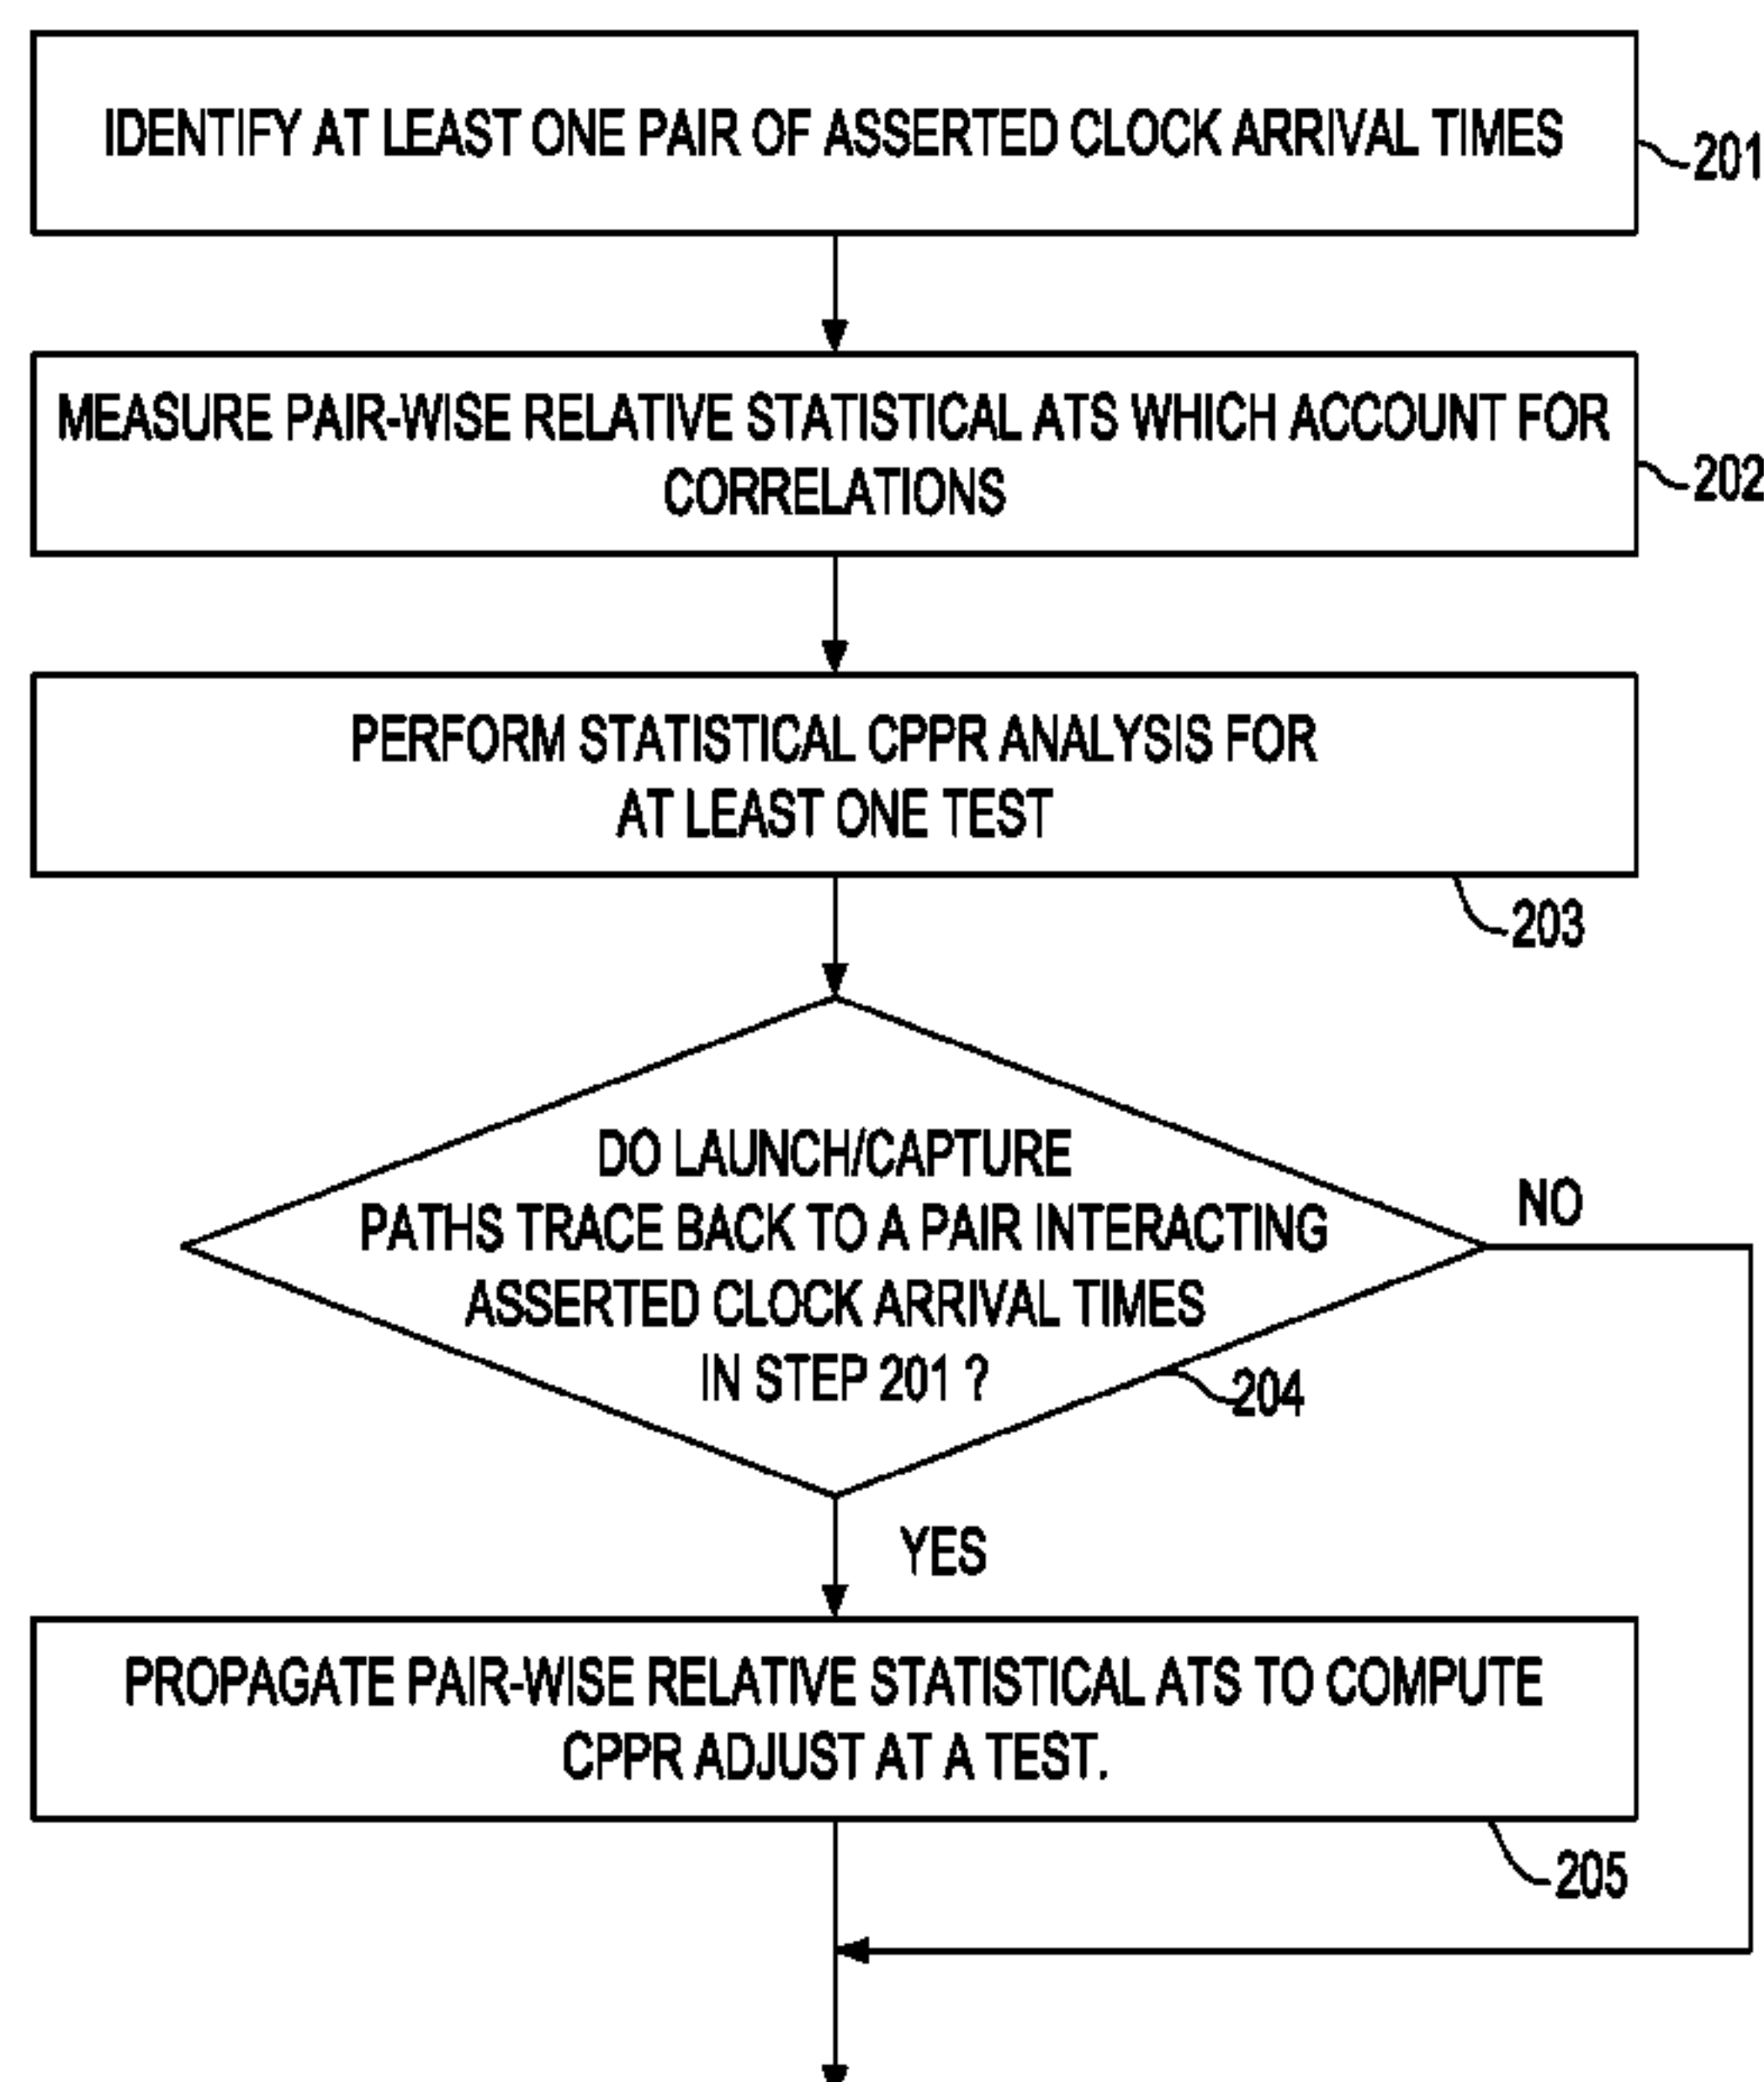 IDENTIFY AT LEAST ONE PAIR OF ASSERTED CLOCK ARRIVAL TIMES
201
MEASURE PAIR-WISE RELATIVE STATISTICAL ATS WHICH ACCOUNT FOR
CORRELATIONS
202
PERFORM STATISTICAL CPPR ANALYSIS FOR
AT LEAST ONE TEST
203
DO LAUNCH/CAPTURE
PATHS TRACE BACK TO A PAIR INTERACTING
ASSERTED CLOCK ARRIVAL TIMES
IN STEP 201 ?
204
NO
YES
PROPAGATE PAIR-WISE RELATIVE STATISTICAL ATS TO COMPUTE
CPPR ADJUST AT A TEST.
205